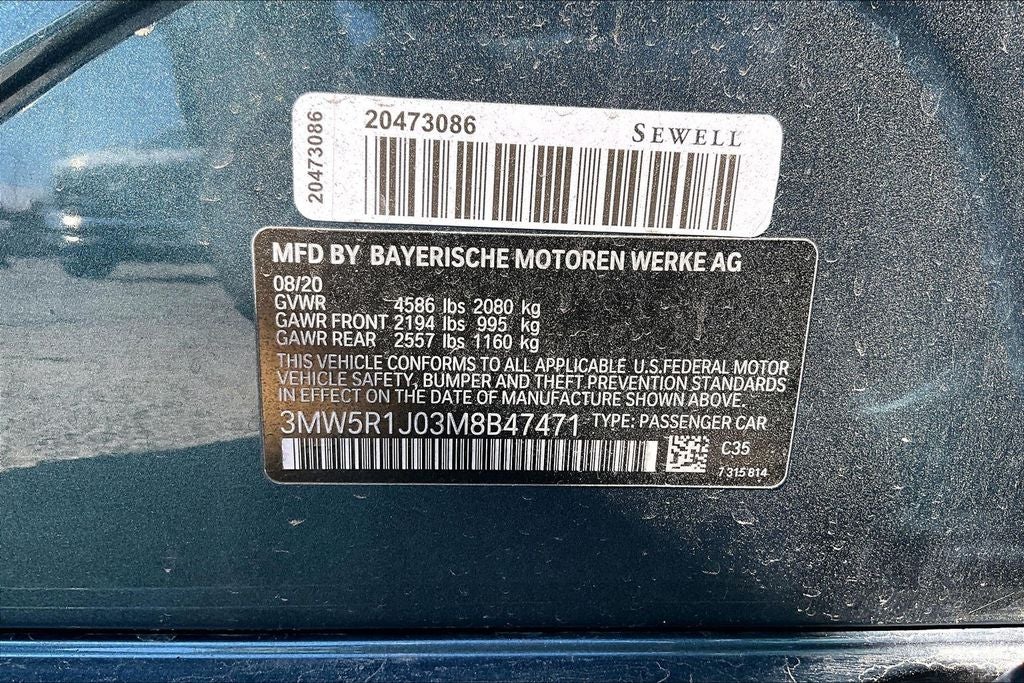 20473086
20473086
SEWELL
MFD BY BAYERISCHE MOTOREN WERKE AG
08/20
GVWR 4586 lbs 2080 kg
GAWR FRONT 2194 lbs 995 kg
GAWR REAR 2557 lbs 1160 kg
THIS VEHICLE CONFORMS TO ALL APPLICABLE U.S.FEDERAL MOTOR
VEHICLE SAFETY, BUMPER AND THEFT PREVENTION STANDARDS
IN EFFECT ON THE DATE OF MANUFACTURE SHOWN ABOVE.
3MW5R1J03M8B47471 TYPE: PASSENGER CAR
C35
7315814